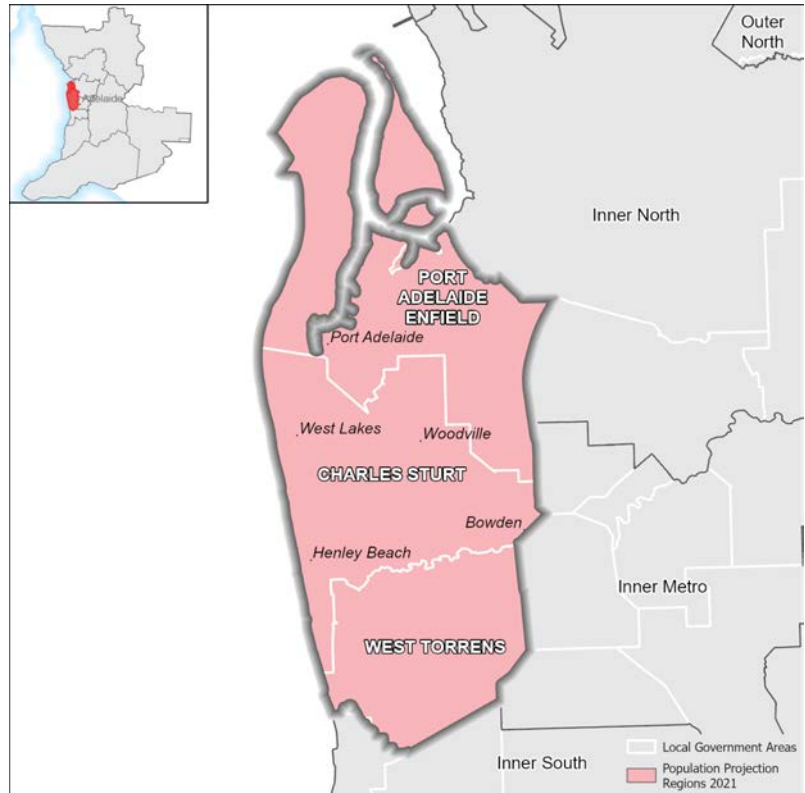 Adelaide
Outer
North
Inner North
PORT
ADELAIDE
ENFIELD
Port Adelaide
West Lakes
Woodville
CHARLES STURT
Bowden
Henley Beach
Inner Metro
WEST TORRENS
Inner South
Local Government Areas
Population Projection
Regions 2021